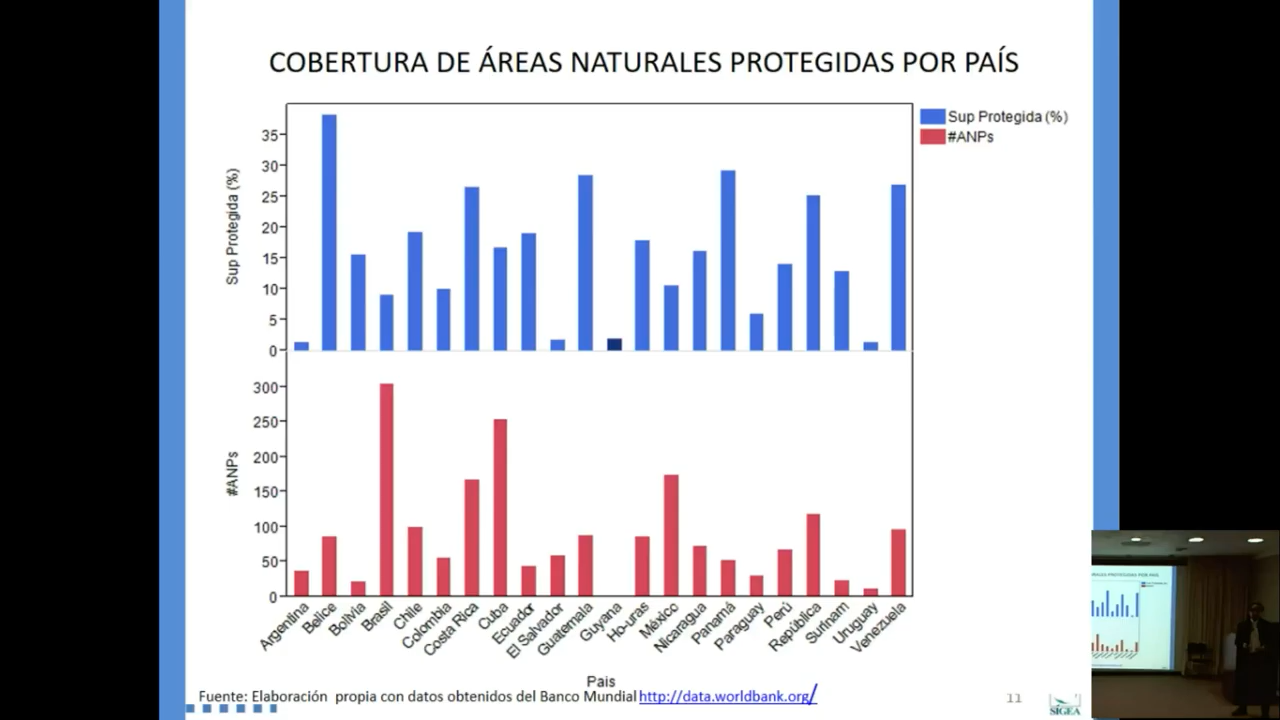 COBERTURA DE ÁREAS NATURALES PROTEGIDAS POR PAÍS
Sup Protegida (%)
#ANPs
Sup Protegida (%)
35
30
25
20
15
10
5
0
#ANPs
300
250
200
150
100
50
0
Argentina
Belice
Bolivia
Brasil
Chile
Colombia
Costa Rica
Cuba
Ecuador
El Salvador
Guatemala
Guyana
Ho-uras
México
Nicaragua
Panamá
Paraguay
Perú
República
Surinam
Uruguay
Venezuela
Pais
Fuente: Elaboración propia con datos obtenidos del Banco Mundial http://data.worldbank.org/
11
SIGEA